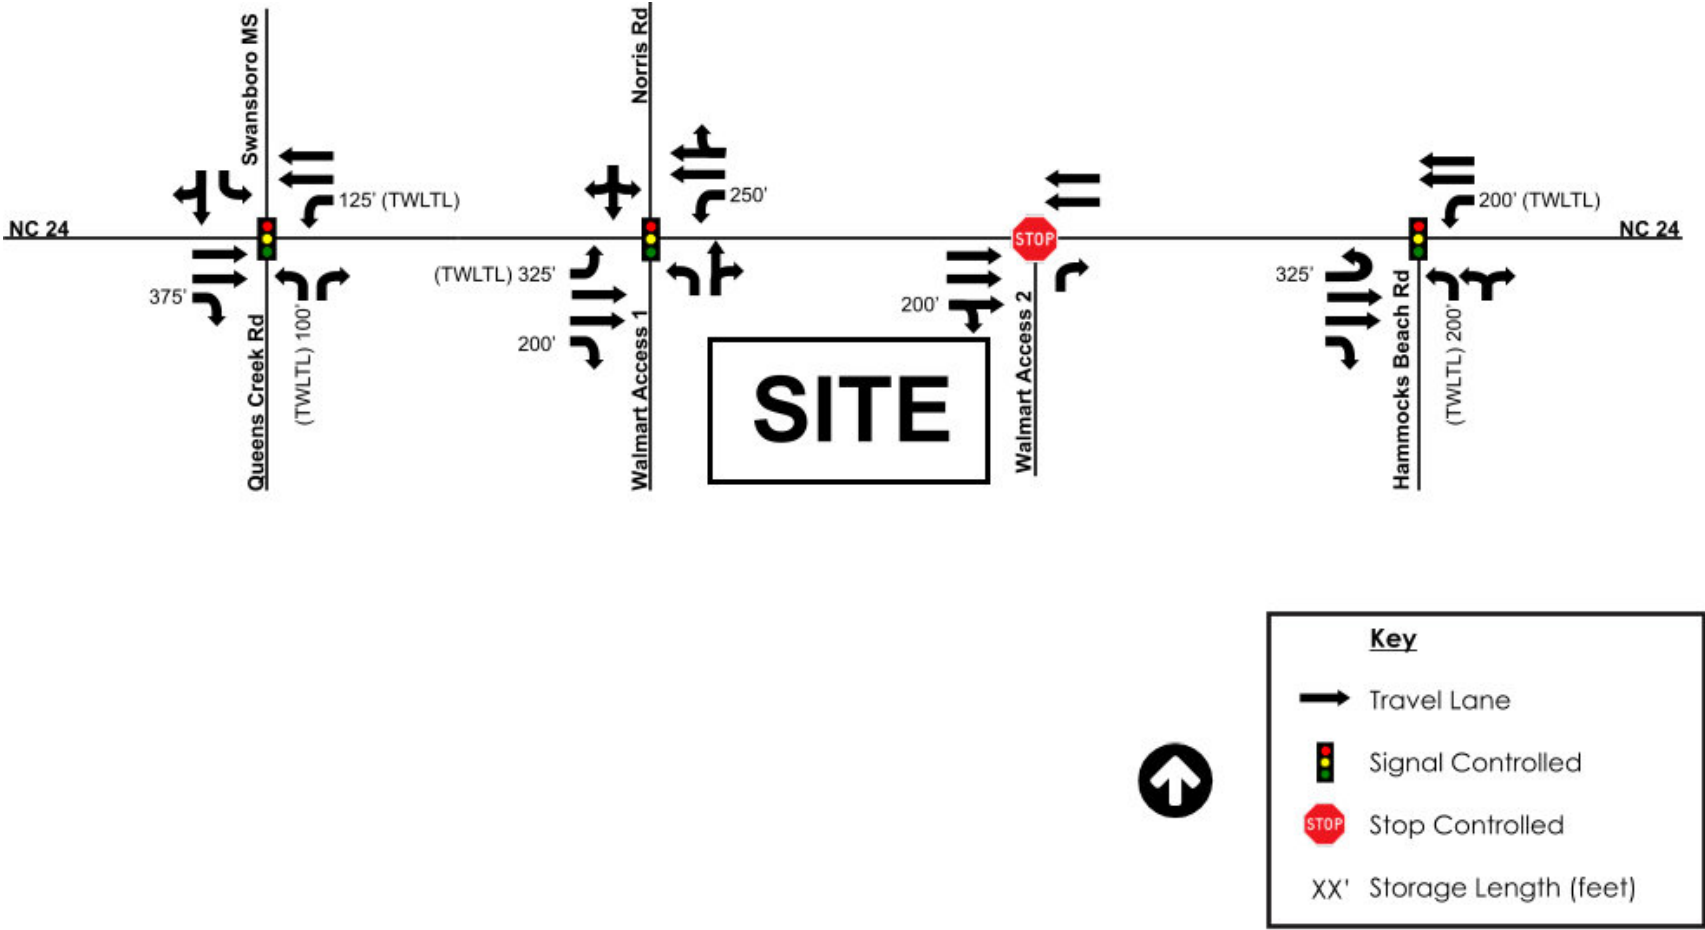 Swansboro MS
Norris Rd
125' (TWLTL)
250'
200' (TWLTL)
NC 24
STOP
NC 24
(TWLTL) 325'
325'
375'
200'
200'
(TWLTL) 100'
(TWLTL) 200'
Queens Creek Rd
Walmart Access 1
SITE
Walmart Access 2
Hammocks Beach Rd
Key
Travel Lane
Signal Controlled
STOP Stop Controlled
XX' Storage Length (feet)